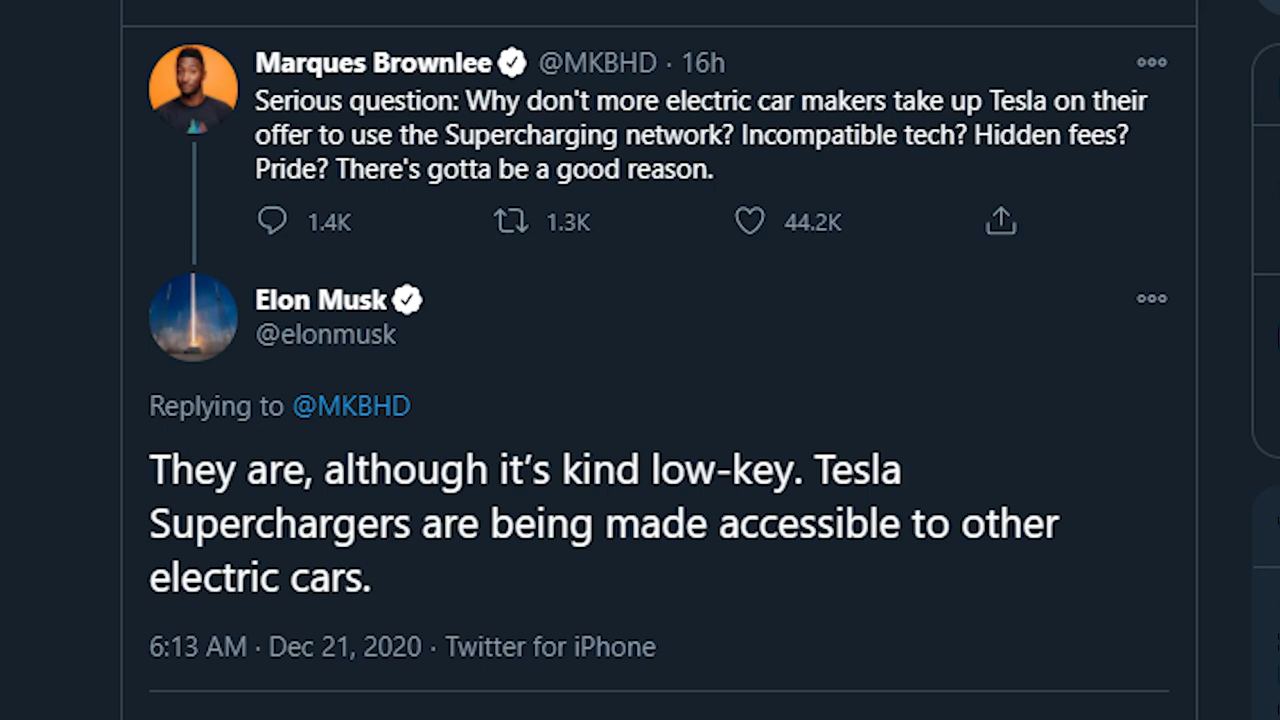 Marques Brownlee @MKBHD · 16h
Serious question: Why don't more electric car makers take up Tesla on their
offer to use the Supercharging network? Incompatible tech? Hidden fees?
Pride? There's gotta be a good reason.
1.4K 1.3K 44.2K
Elon Musk
@elonmusk
Replying to @MKBHD
They are, although it’s kind low-key. Tesla
Superchargers are being made accessible to other
electric cars.
6:13 AM · Dec 21, 2020 · Twitter for iPhone